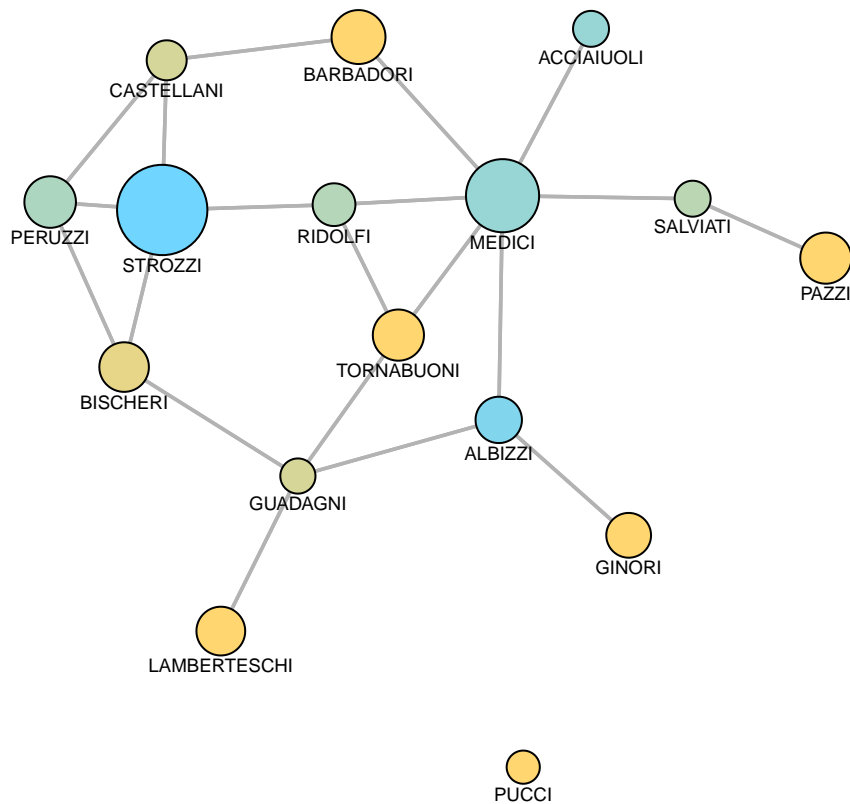 ACCIAIUOLI
BARBADORI
CASTELLANI
PERUZZI
STROZZI
RIDOLFI
MEDICI
SALVIATI
PAZZI
TORNABUONI
BISCHERI
ALBIZZI
GUADAGNI
GINORI
LAMBERTESCHI
PUCCI